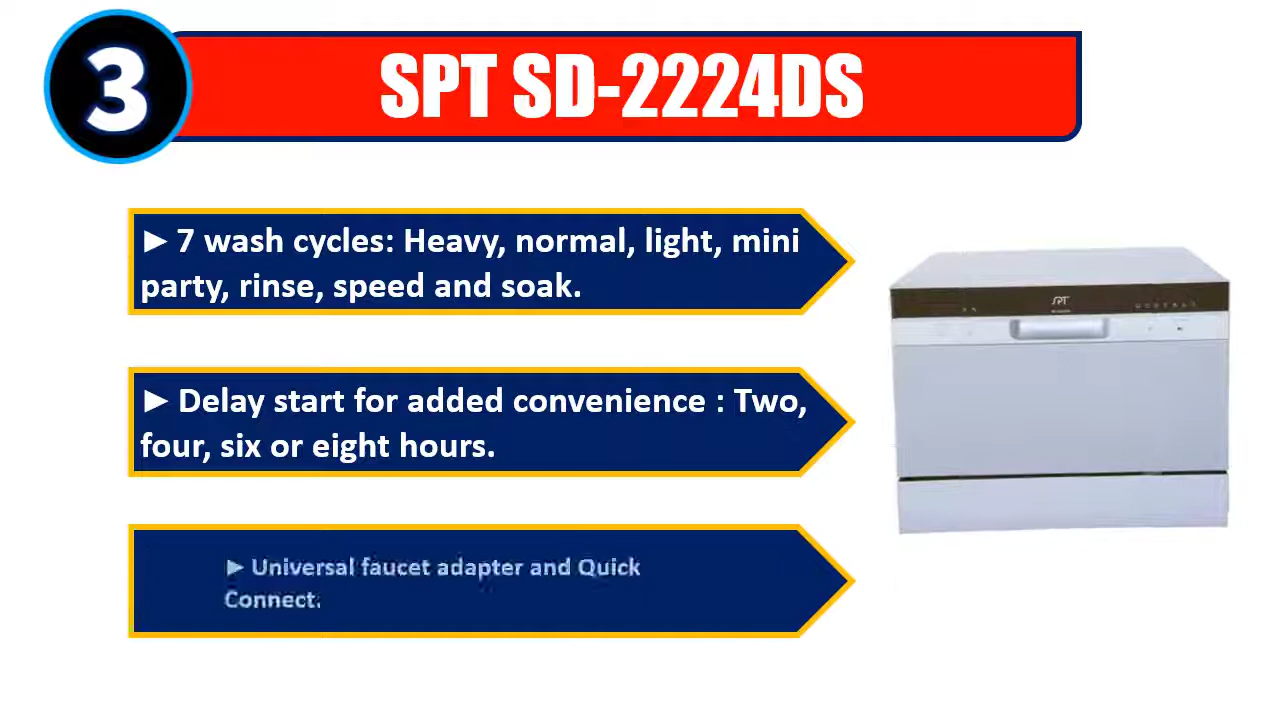 3
SPT SD-2224DS
►7 wash cycles: Heavy, normal, light, mini
party, rinse, speed and soak.
►Delay start for added convenience : Two,
four, six or eight hours.
►Universal faucet adapter and Quick
Connect.
SPT